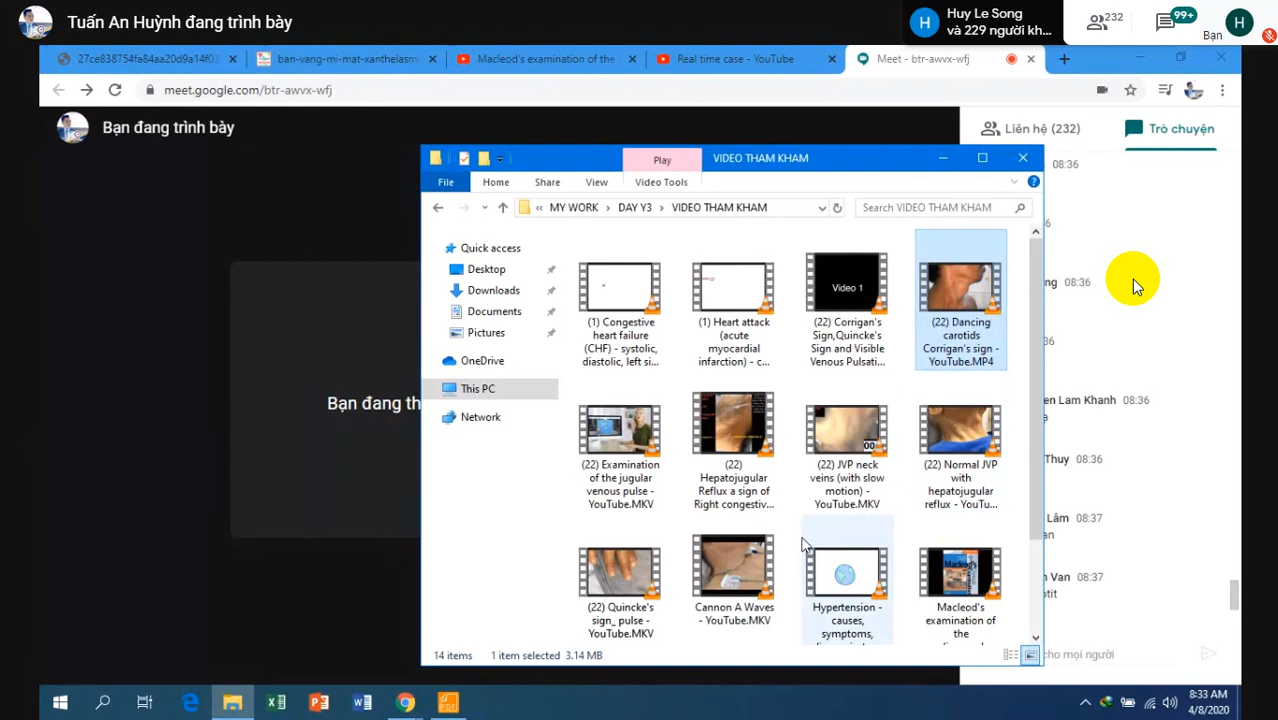 Tuấn An Huỳnh đang trình bày
Huy Le Song
và 229 người kh...
232
99+
Bạn
H
H
27ce838754fa84aa20d9a14f03
ban-vang-mi-mat-xanthelasm
Macleod's examination of the
Real time case - YouTube
Meet - btr-awvx-wfj
meet.google.com/btr-awvx-wfj
Bạn đang trình bày
Liên hệ (232)
Trò chuyện
08:36
ng 08:36
en Lam Khanh 08:36
Thuy 08:36
Lâm 08:37
an
n Van 08:37
otit
cho mọi người
Bạn đang th
Play
VIDEO THAM KHAM
File
Home
Share
View
Video Tools
MY WORK
DAY Y3
VIDEO THAM KHAM
Search VIDEO THAM KHAM
Quick access
Desktop
Downloads
Documents
Pictures
OneDrive
This PC
Network
(1) Congestive
heart failure
(CHF) - systolic,
diastolic, left si...
(1) Heart attack
(acute
myocardial
infarction) - c...
Video 1
(22) Corrigan's
Sign,Quincke's
Sign and Visible
Venous Pulsati...
(22) Dancing
carotids
Corrigan's sign -
YouTube.MP4
(22) Examination
of the jugular
venous pulse -
YouTube.MKV
(22)
Hepatojugular
Reflux a sign of
Right congestiv...
00
(22) JVP neck
veins (with slow
motion) -
YouTube.MKV
(22) Normal JVP
with
hepatojugular
reflux - YouTu...
(22) Quincke's
sign_ pulse -
YouTube.MKV
Cannon A Waves
- YouTube.MKV
Hypertension -
causes,
symptoms,
Macleod's
Macleod's
examination of
the
14 items
1 item selected 3.14 MB
8:33 AM
4/8/2020